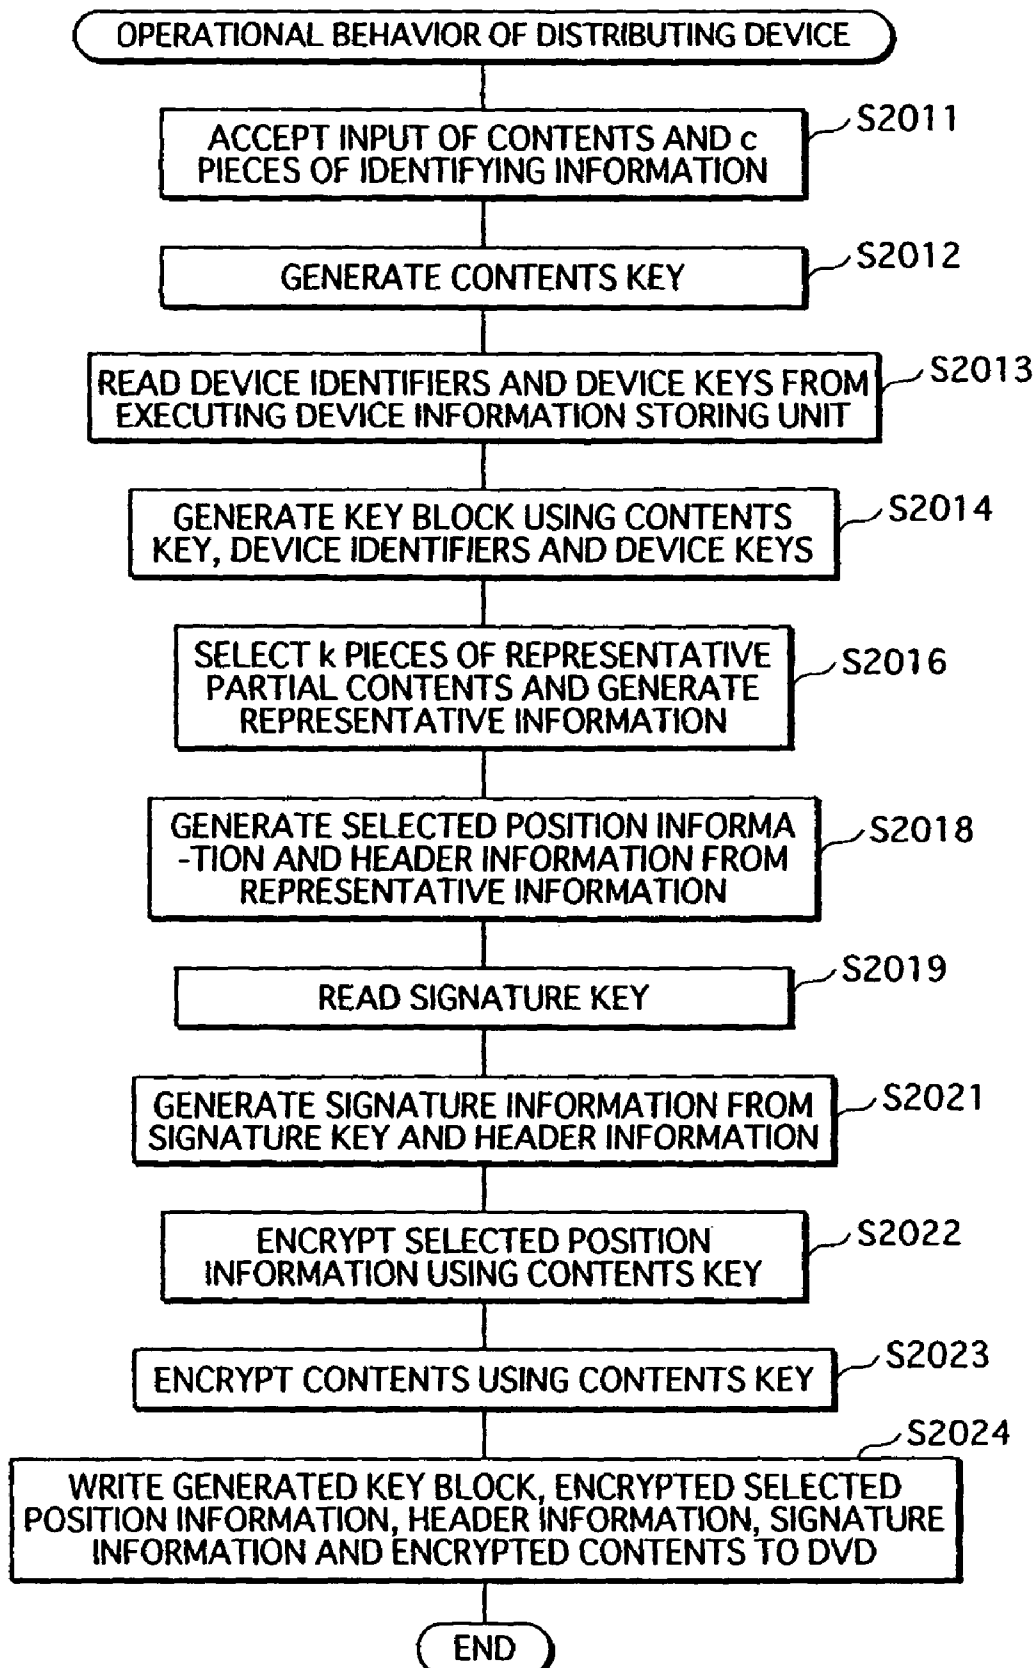 OPERATIONAL BEHAVIOR OF DISTRIBUTING DEVICE
S2011
ACCEPT INPUT OF CONTENTS AND c
PIECES OF IDENTIFYING INFORMATION
S2012
GENERATE CONTENTS KEY
S2013
READ DEVICE IDENTIFIERS AND DEVICE KEYS FROM
EXECUTING DEVICE INFORMATION STORING UNIT
S2014
GENERATE KEY BLOCK USING CONTENTS
KEY, DEVICE IDENTIFIERS AND DEVICE KEYS
S2016
SELECT k PIECES OF REPRESENTATIVE
PARTIAL CONTENTS AND GENERATE
REPRESENTATIVE INFORMATION
S2018
GENERATE SELECTED POSITION INFORMA
-TION AND HEADER INFORMATION FROM
REPRESENTATIVE INFORMATION
S2019
READ SIGNATURE KEY
S2021
GENERATE SIGNATURE INFORMATION FROM
SIGNATURE KEY AND HEADER INFORMATION
S2022
ENCRYPT SELECTED POSITION
INFORMATION USING CONTENTS KEY
S2023
ENCRYPT CONTENTS USING CONTENTS KEY
S2024
WRITE GENERATED KEY BLOCK, ENCRYPTED SELECTED
POSITION INFORMATION, HEADER INFORMATION, SIGNATURE
INFORMATION AND ENCRYPTED CONTENTS TO DVD
END